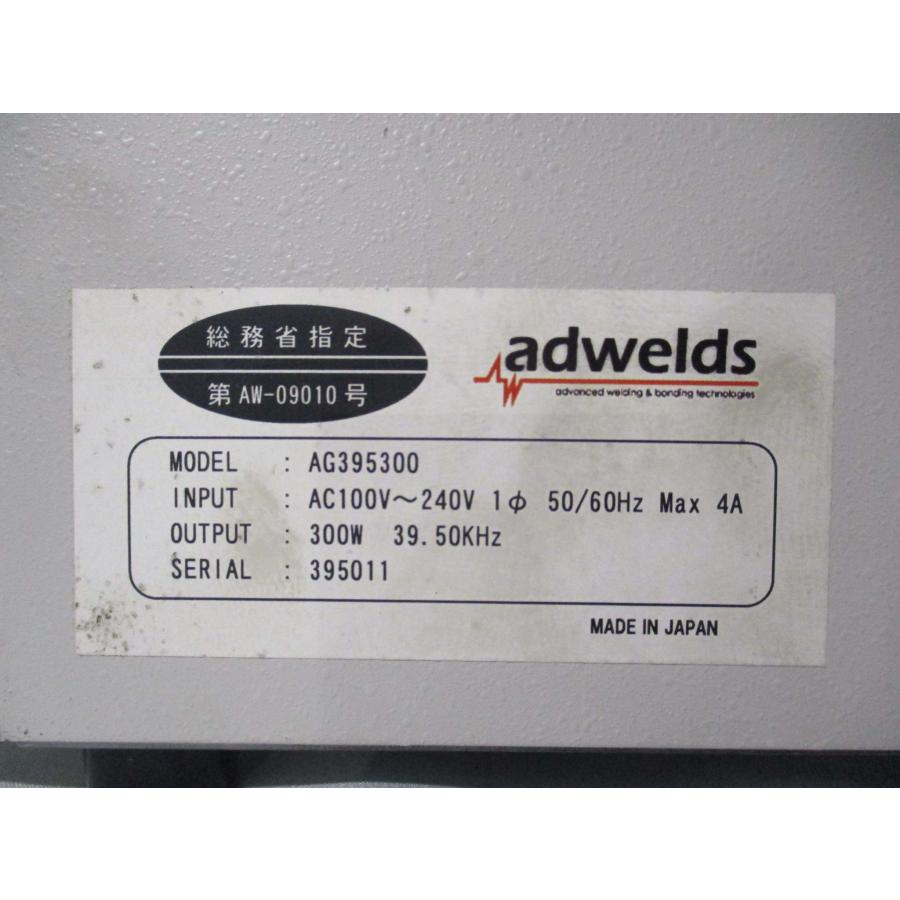 総務省指定
第 AW-09010 号
adwelds
advanced welding & bonding technologies
MODEL : AG395300
INPUT : AC100V～240V 1φ 50/60Hz Max 4A
OUTPUT : 300W 39.50KHz
SERIAL : 395011
MADE IN JAPAN